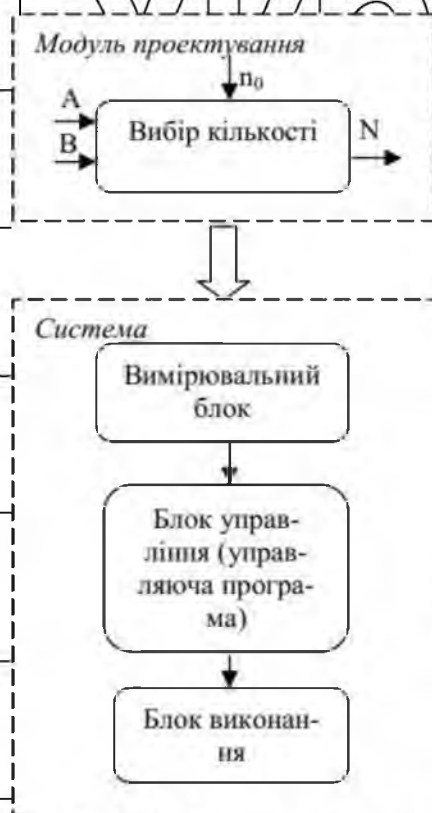 Модуль проектування
n₀
A
Вибір кількості
N
B
Система
Вимірювальний
блок
Блок управ-
ління (управ-
ляюча програ-
ма)
Блок виконан-
ня